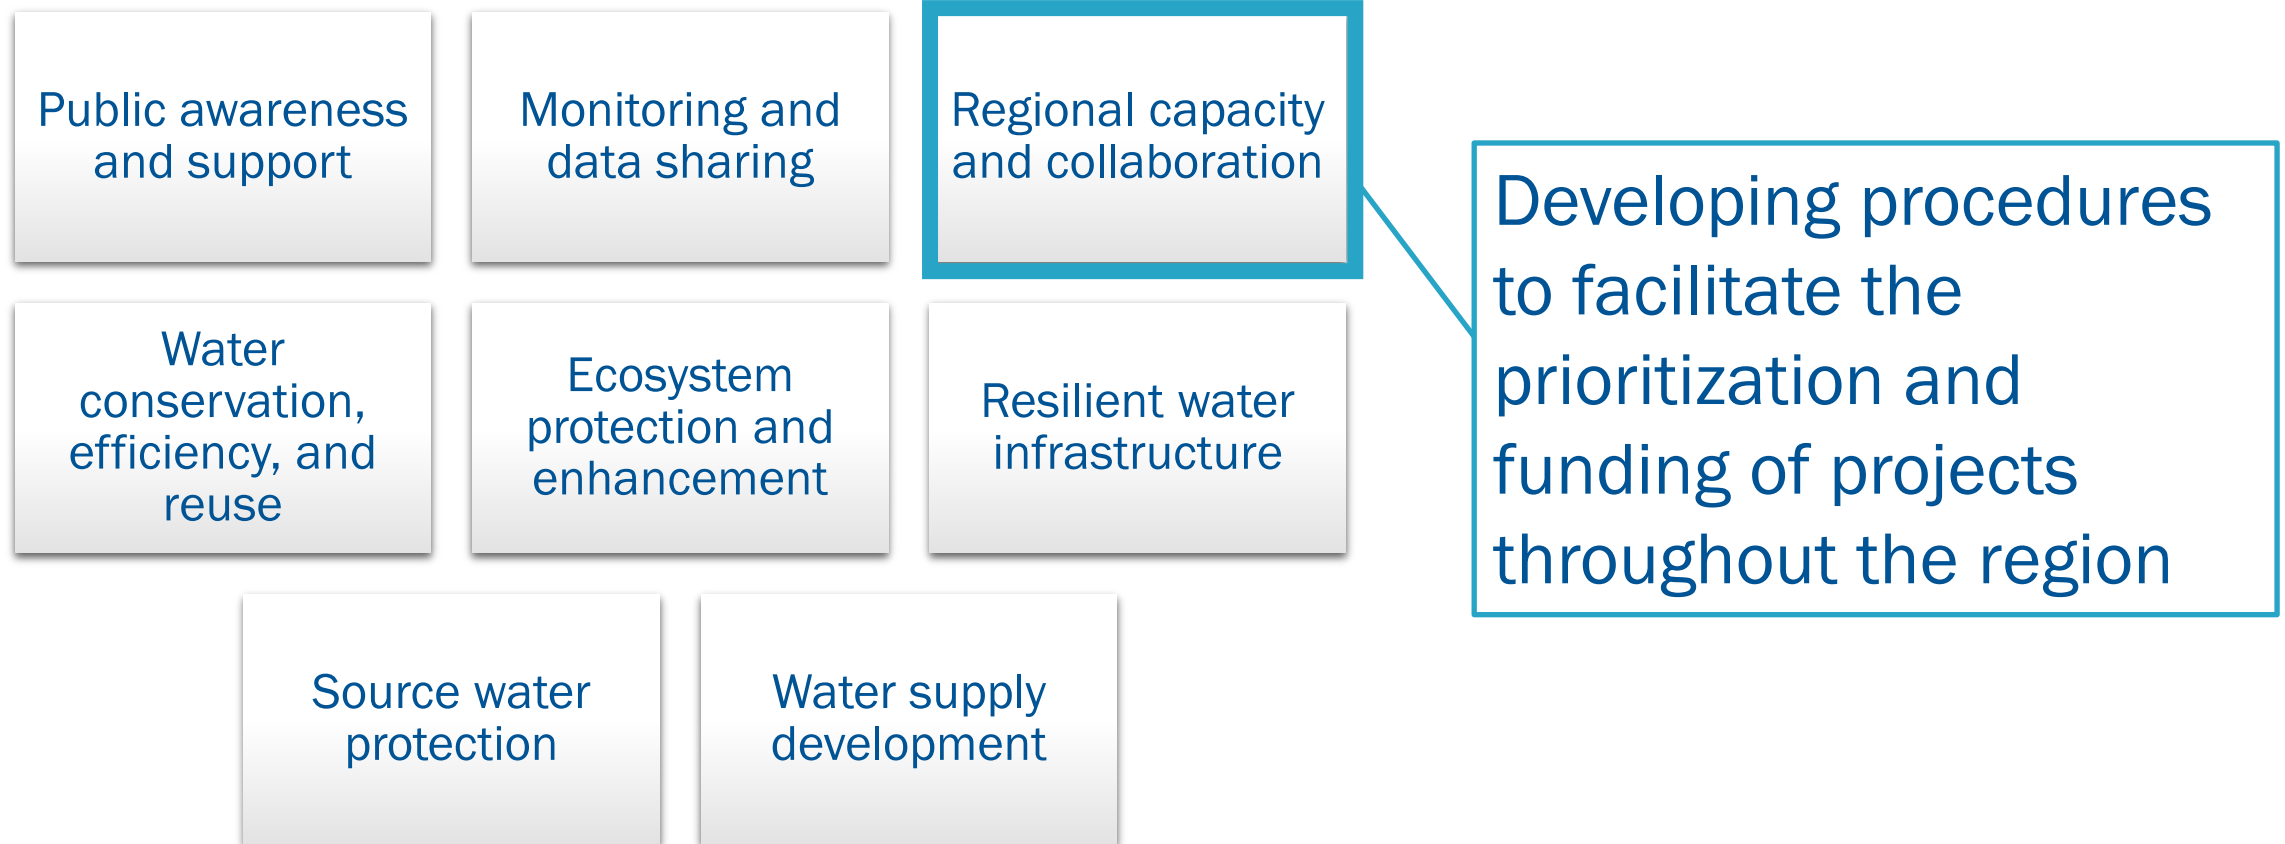 Public awareness
and support
Monitoring and
data sharing
Regional capacity
and collaboration
Developing procedures
to facilitate the
prioritization and
funding of projects
throughout the region
Water
conservation,
efficiency, and
reuse
Ecosystem
protection and
enhancement
Resilient water
infrastructure
Source water
protection
Water supply
development